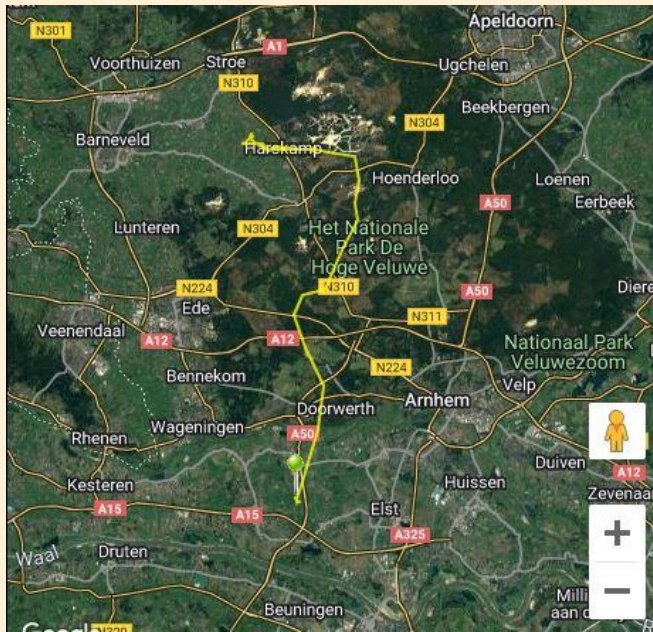 Apeldoorn
N301
A1
Voorthuizen
Stroe
Ugchelen
N310
Beekbergen
N304
Barneveld
Harskamp
Hoenderloo
Loenen
A50
Eerbeek
Lunteren
N304
Het Nationale
Park De
Hoge Veluwe
N224
N310
A50
Ede
N311
Veenendaal
A12
A12
Nationaal Park
Veluwezoom
Bennekom
N224
Velp
Doorwerth
Arnhem
Wageningen
A50
Rhenen
Duiven
Kesteren
Huissen
A12
A15
A15
Elst
A325
Waal
Druten
Beuningen
Google